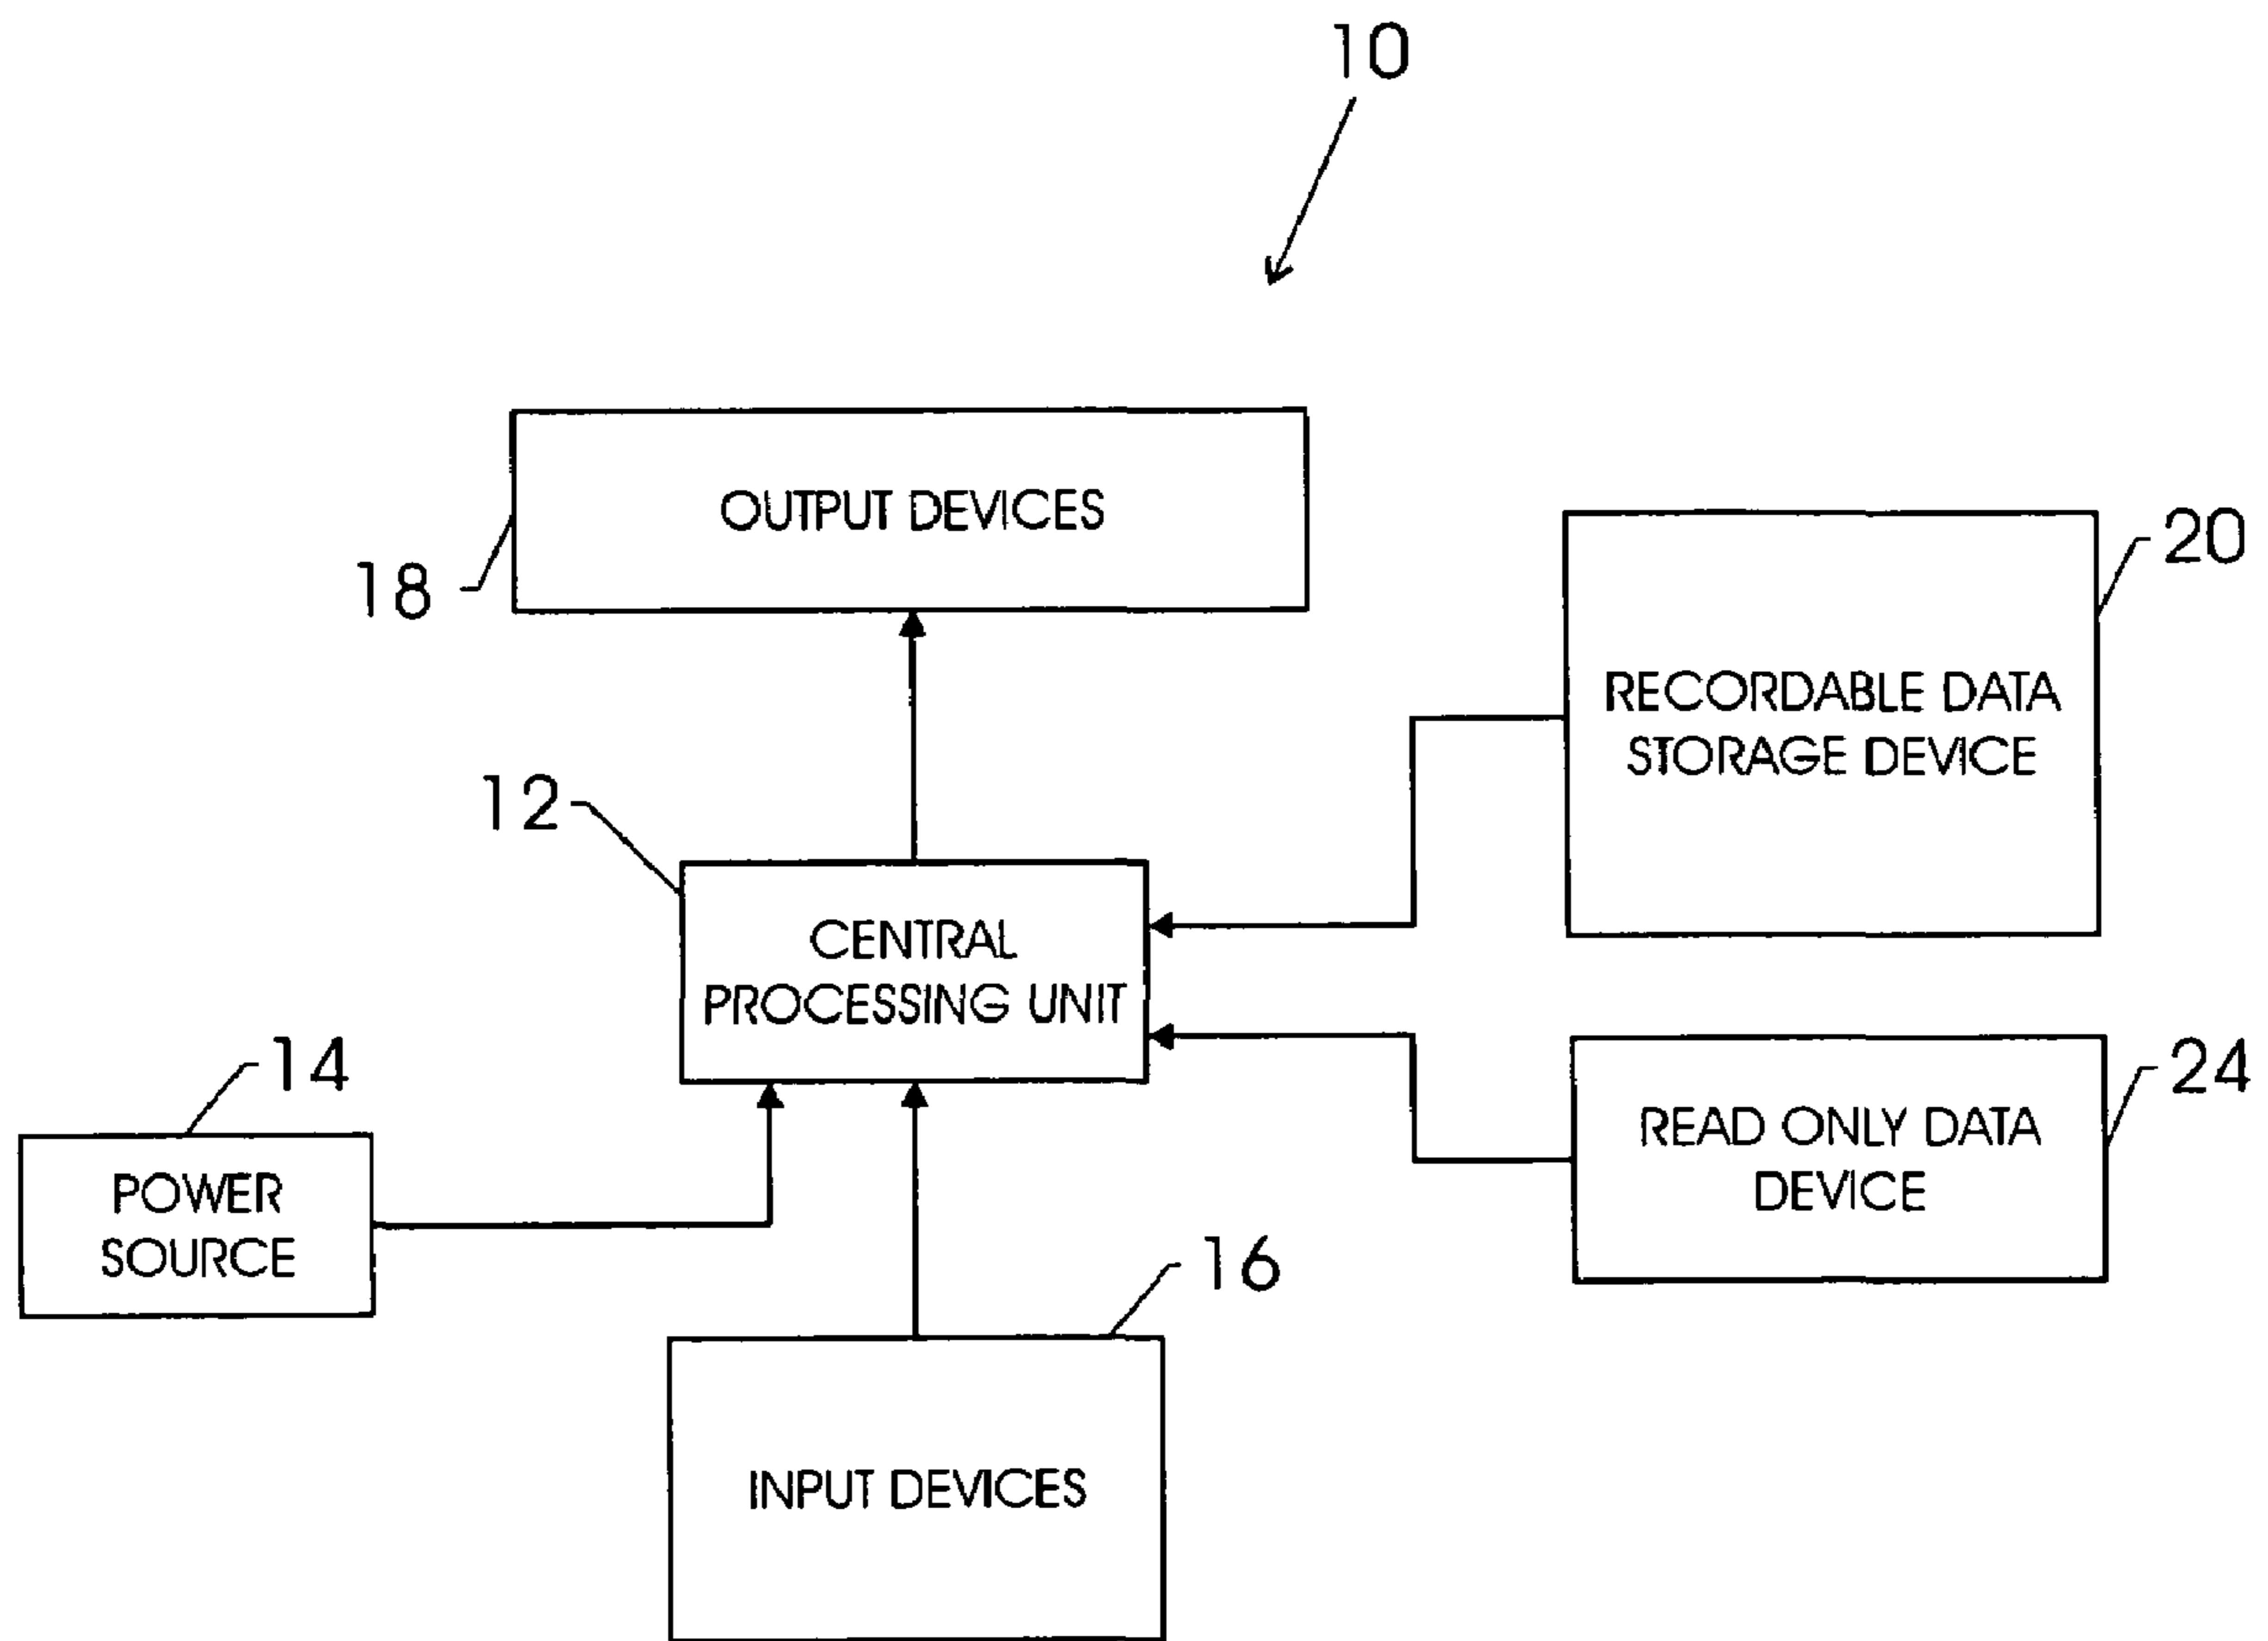 10
OUTPUT DEVICES
18
20
RECORDABLE DATA
STORAGE DEVICE
12
CENTRAL
PROCESSING UNIT
14
POWER
SOURCE
24
READ ONLY DATA
DEVICE
16
INPUT DEVICES